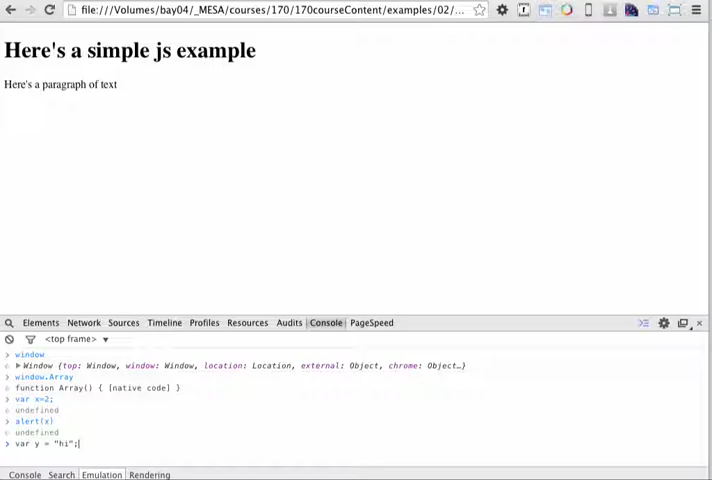 file:///Volumes/bay04/_MESA/courses/170/170courseContent/examples/02/...
Here's a simple js example
Here's a paragraph of text
Elements Network Sources Timeline Profiles Resources Audits Console PageSpeed
<top frame> ▼
> window
▶Window {top: Window, window: Window, location: Location, external: Object, chrome: Object…}
> window.Array
function Array() { [native code] }
> var x=2;
undefined
> alert(x)
undefined
> var y = "hi";
Console Search Emulation Rendering